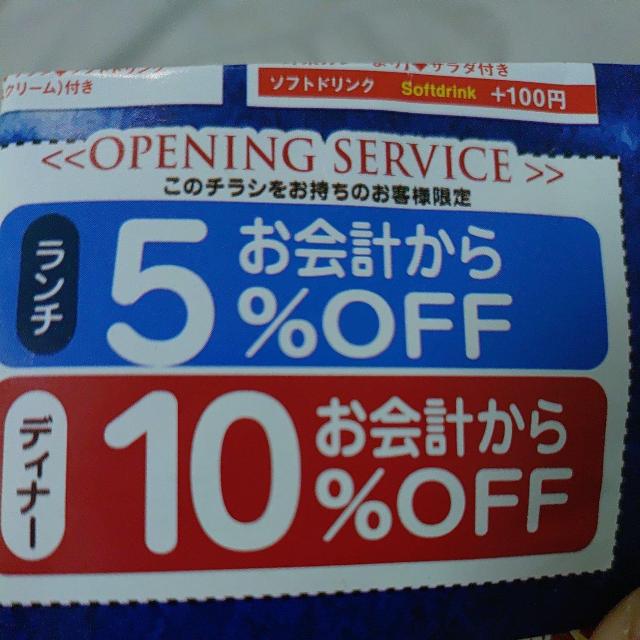 クリーム)付き
サラダ付き
ソフトドリンク Softdrink +100円
<<OPENING SERVICE>>
このチラシをお持ちのお客様限定
ランチ
5%OFF
お会計から
ディナー
10%OFF
お会計から